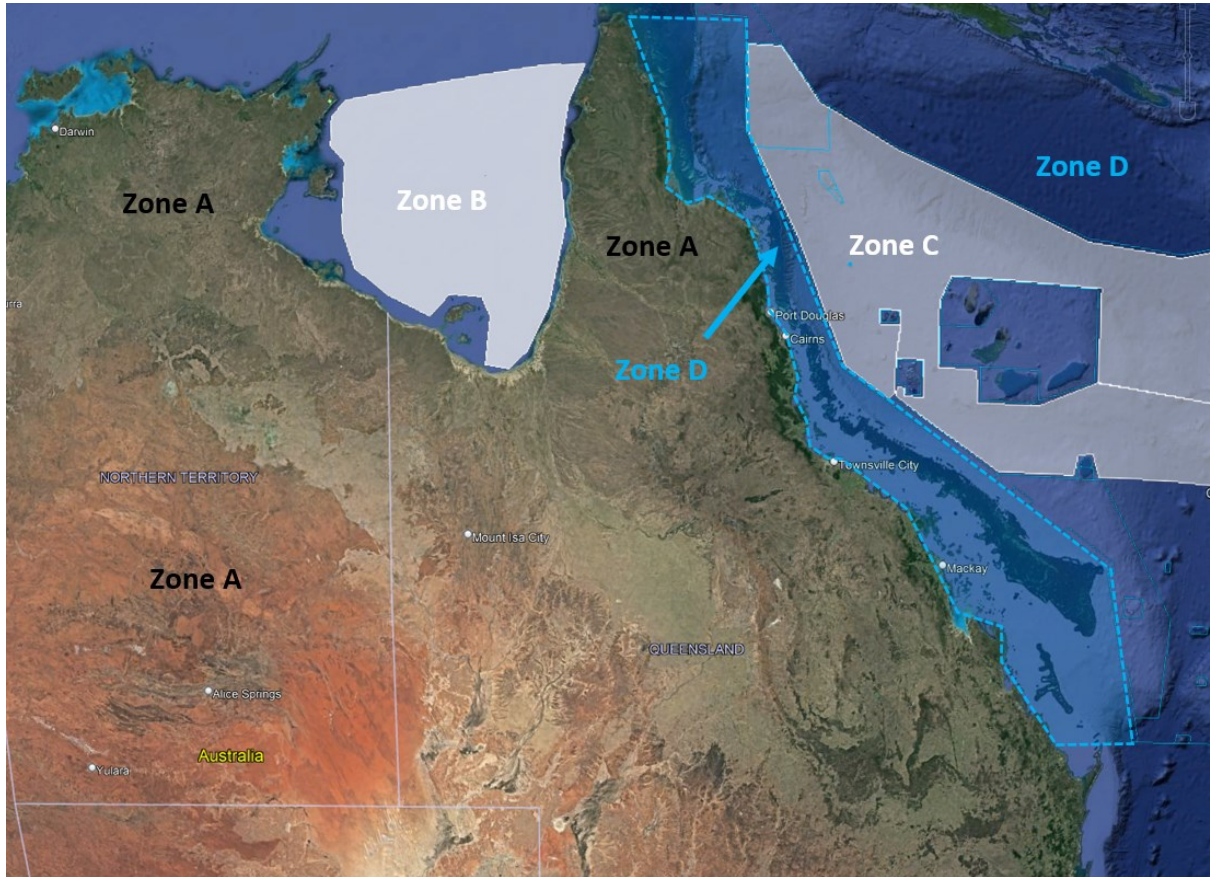 Darwin
Zone A
Zone B
Zone A
Zone D
Zone C
Port Douglas
Cairns
Zone D
Townsville City
NORTHERN TERRITORY
Mount Isa City
Zone A
Mackay
QUEENSLAND
Alice Springs
Australia
Yulara